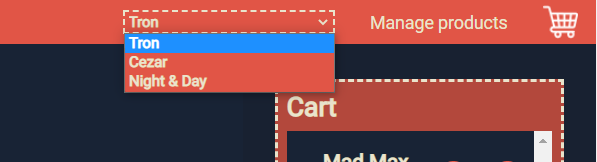 Tron
Manage products
Tron
Cezar
Night & Day
Cart
Mad Max